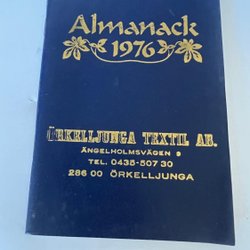 Almanack
1976
ÖRKELLJUNGA TEXTIL AB.
ÄNGELHOLMSVÄGEN 9
TEL. 0435-507 30
286 00 ÖRKELLJUNGA